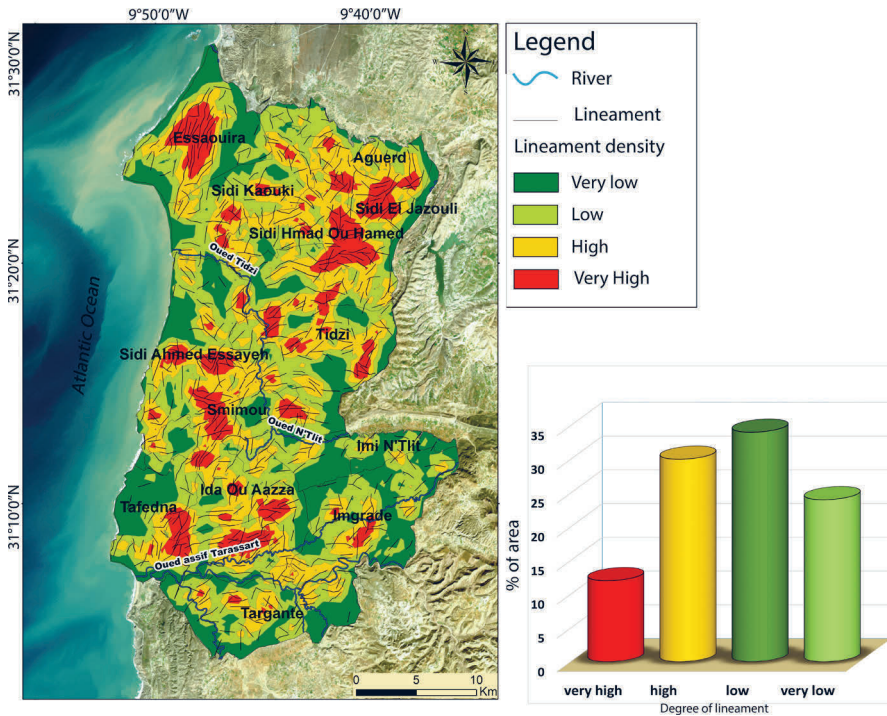 9°50'0"W
9°40'0"W
31°30'0"N
31°20'0"N
31°10'0"N
Essaouira
Aguerd
Sidi Kaouki
Sidi El Jazouli
Sidi Hmad Ou Hamed
Oued Tidzi
Atlantic Ocean
Tidzi
Sidi Ahmed Essayeh
Smimou
Oued N'Tlit
Imi N'Tlit
Ida Ou Aazza
Tafedna
Imgrade
Oued assif Tarassart
Targante
0 5 10
Km
Legend
River
Lineament
Lineament density
Very low
Low
High
Very High
% of area
35
30
25
20
15
10
5
0
very high high low very low
Degree of lineament